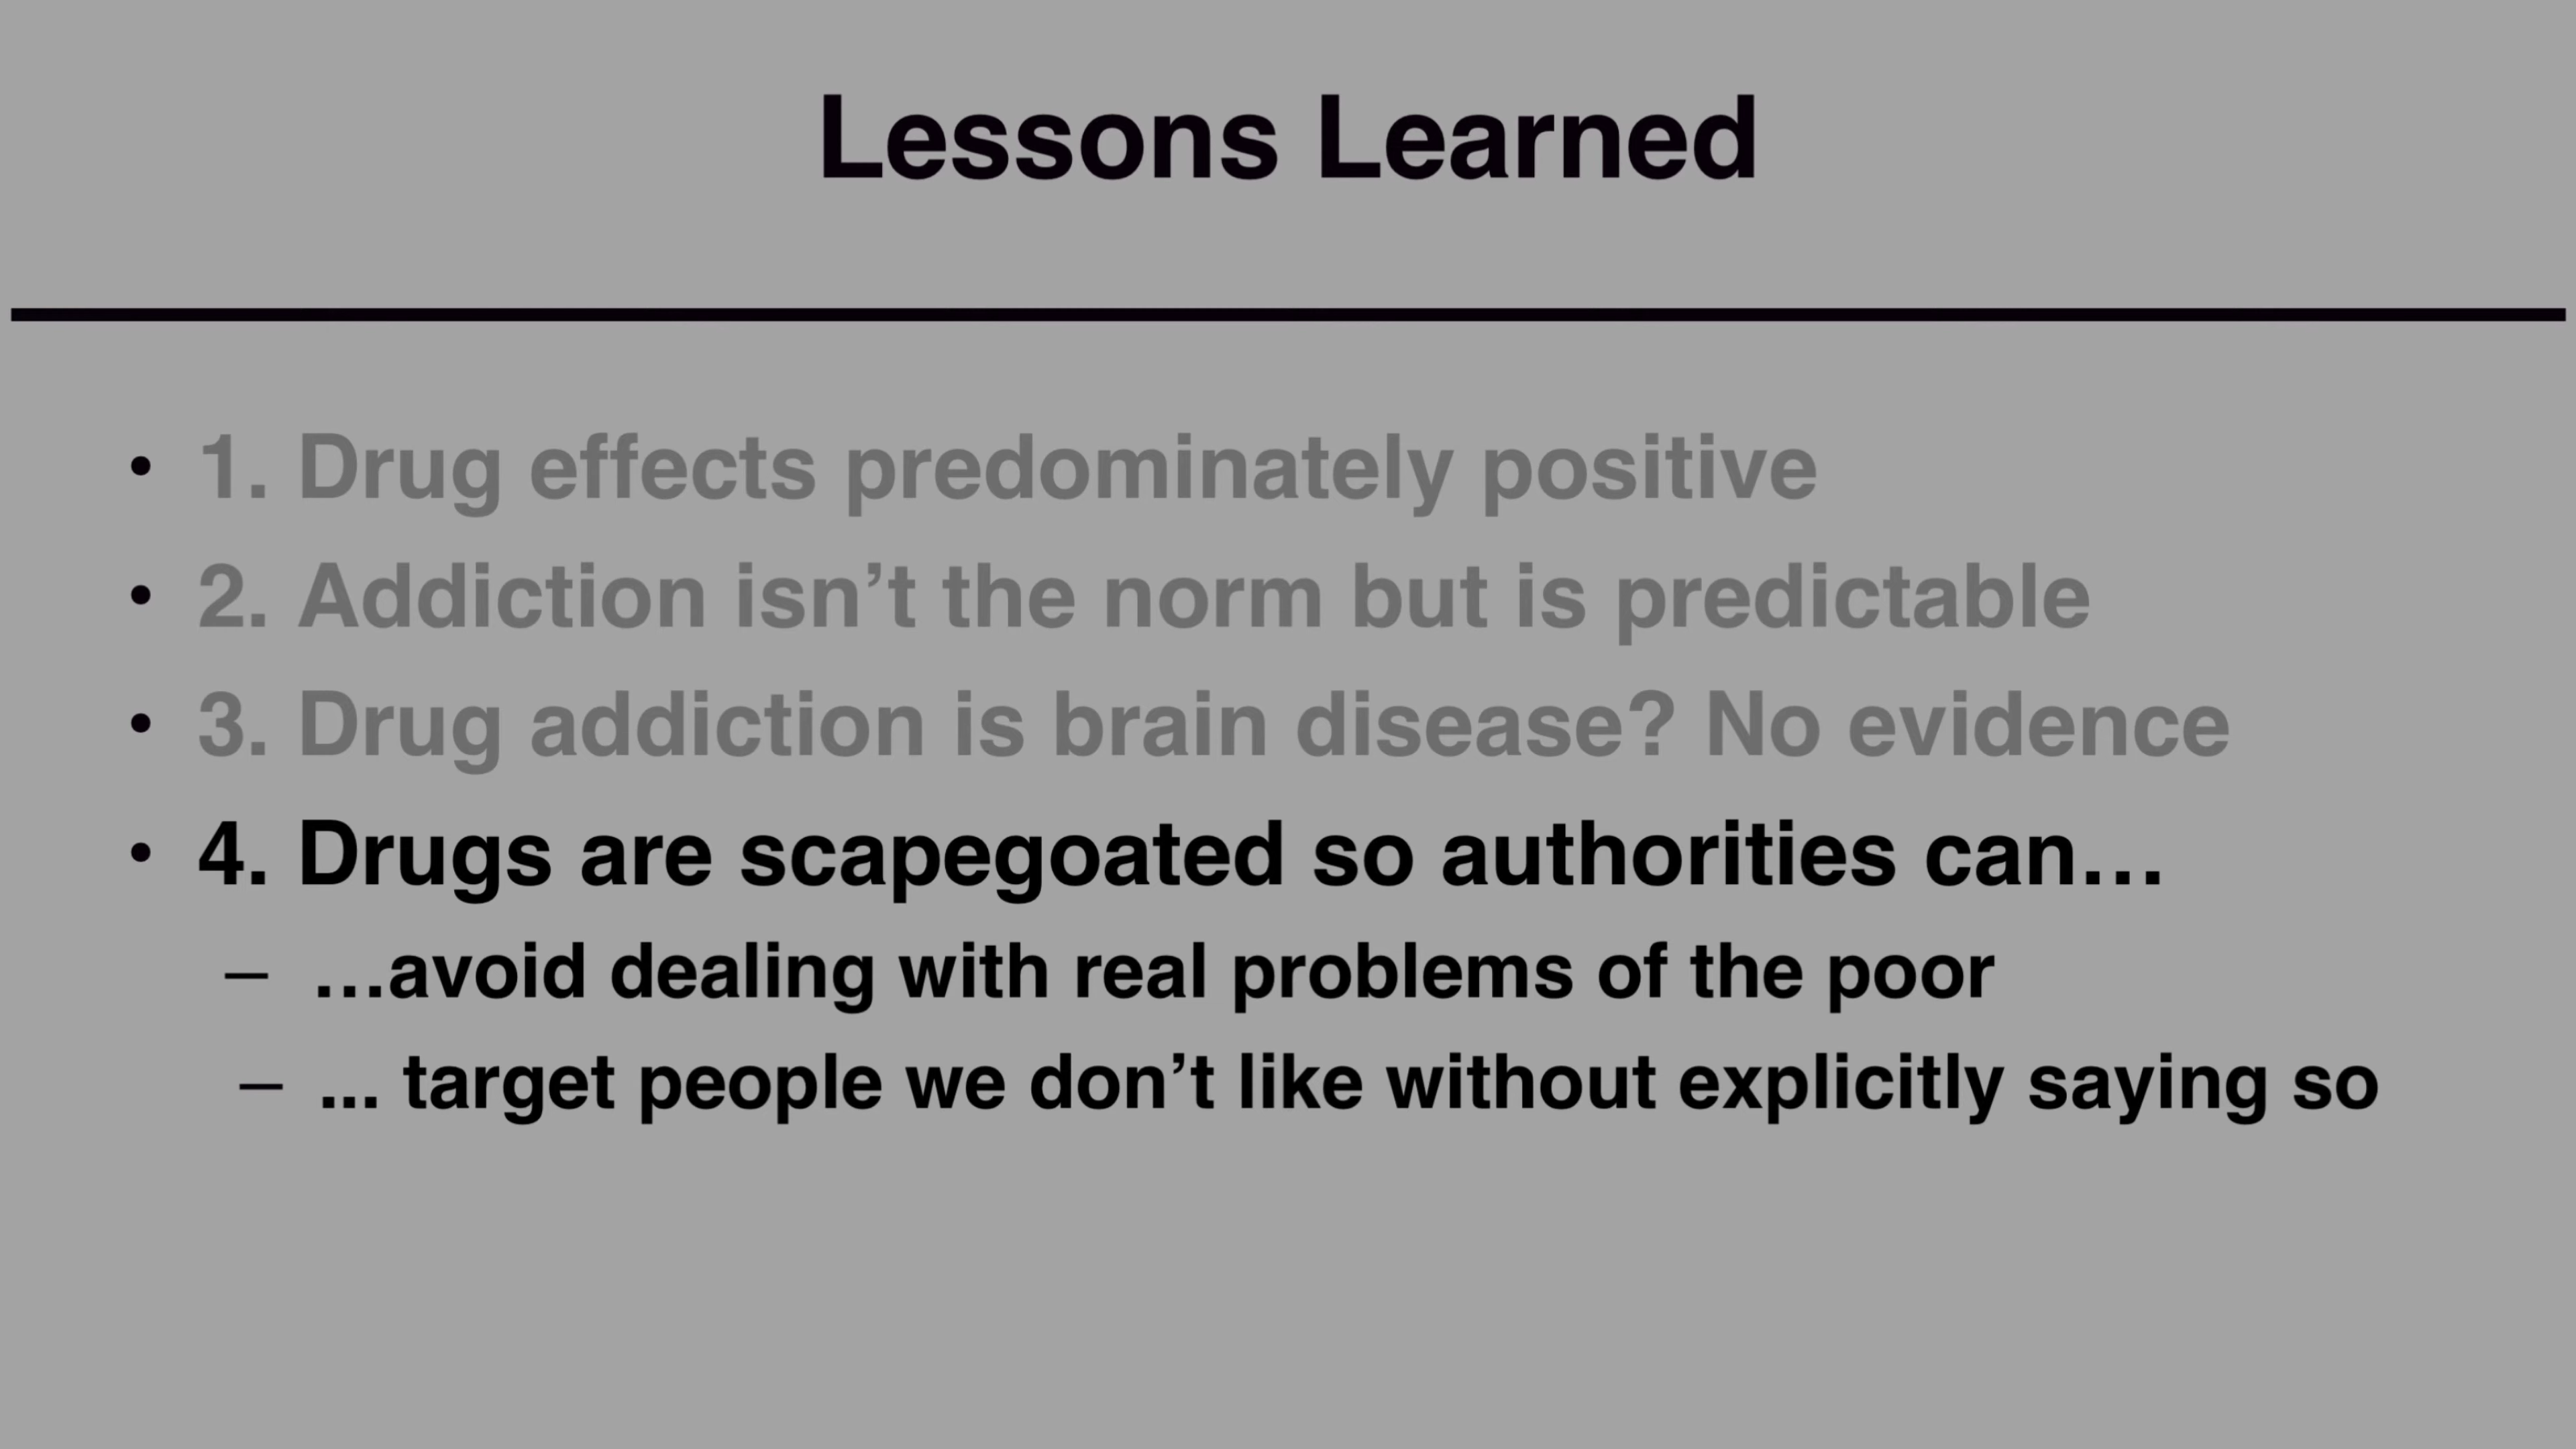 Lessons Learned
• 1. Drug effects predominately positive
• 2. Addiction isn’t the norm but is predictable
• 3. Drug addiction is brain disease? No evidence
• 4. Drugs are scapegoated so authorities can…
– …avoid dealing with real problems of the poor
– ... target people we don’t like without explicitly saying so